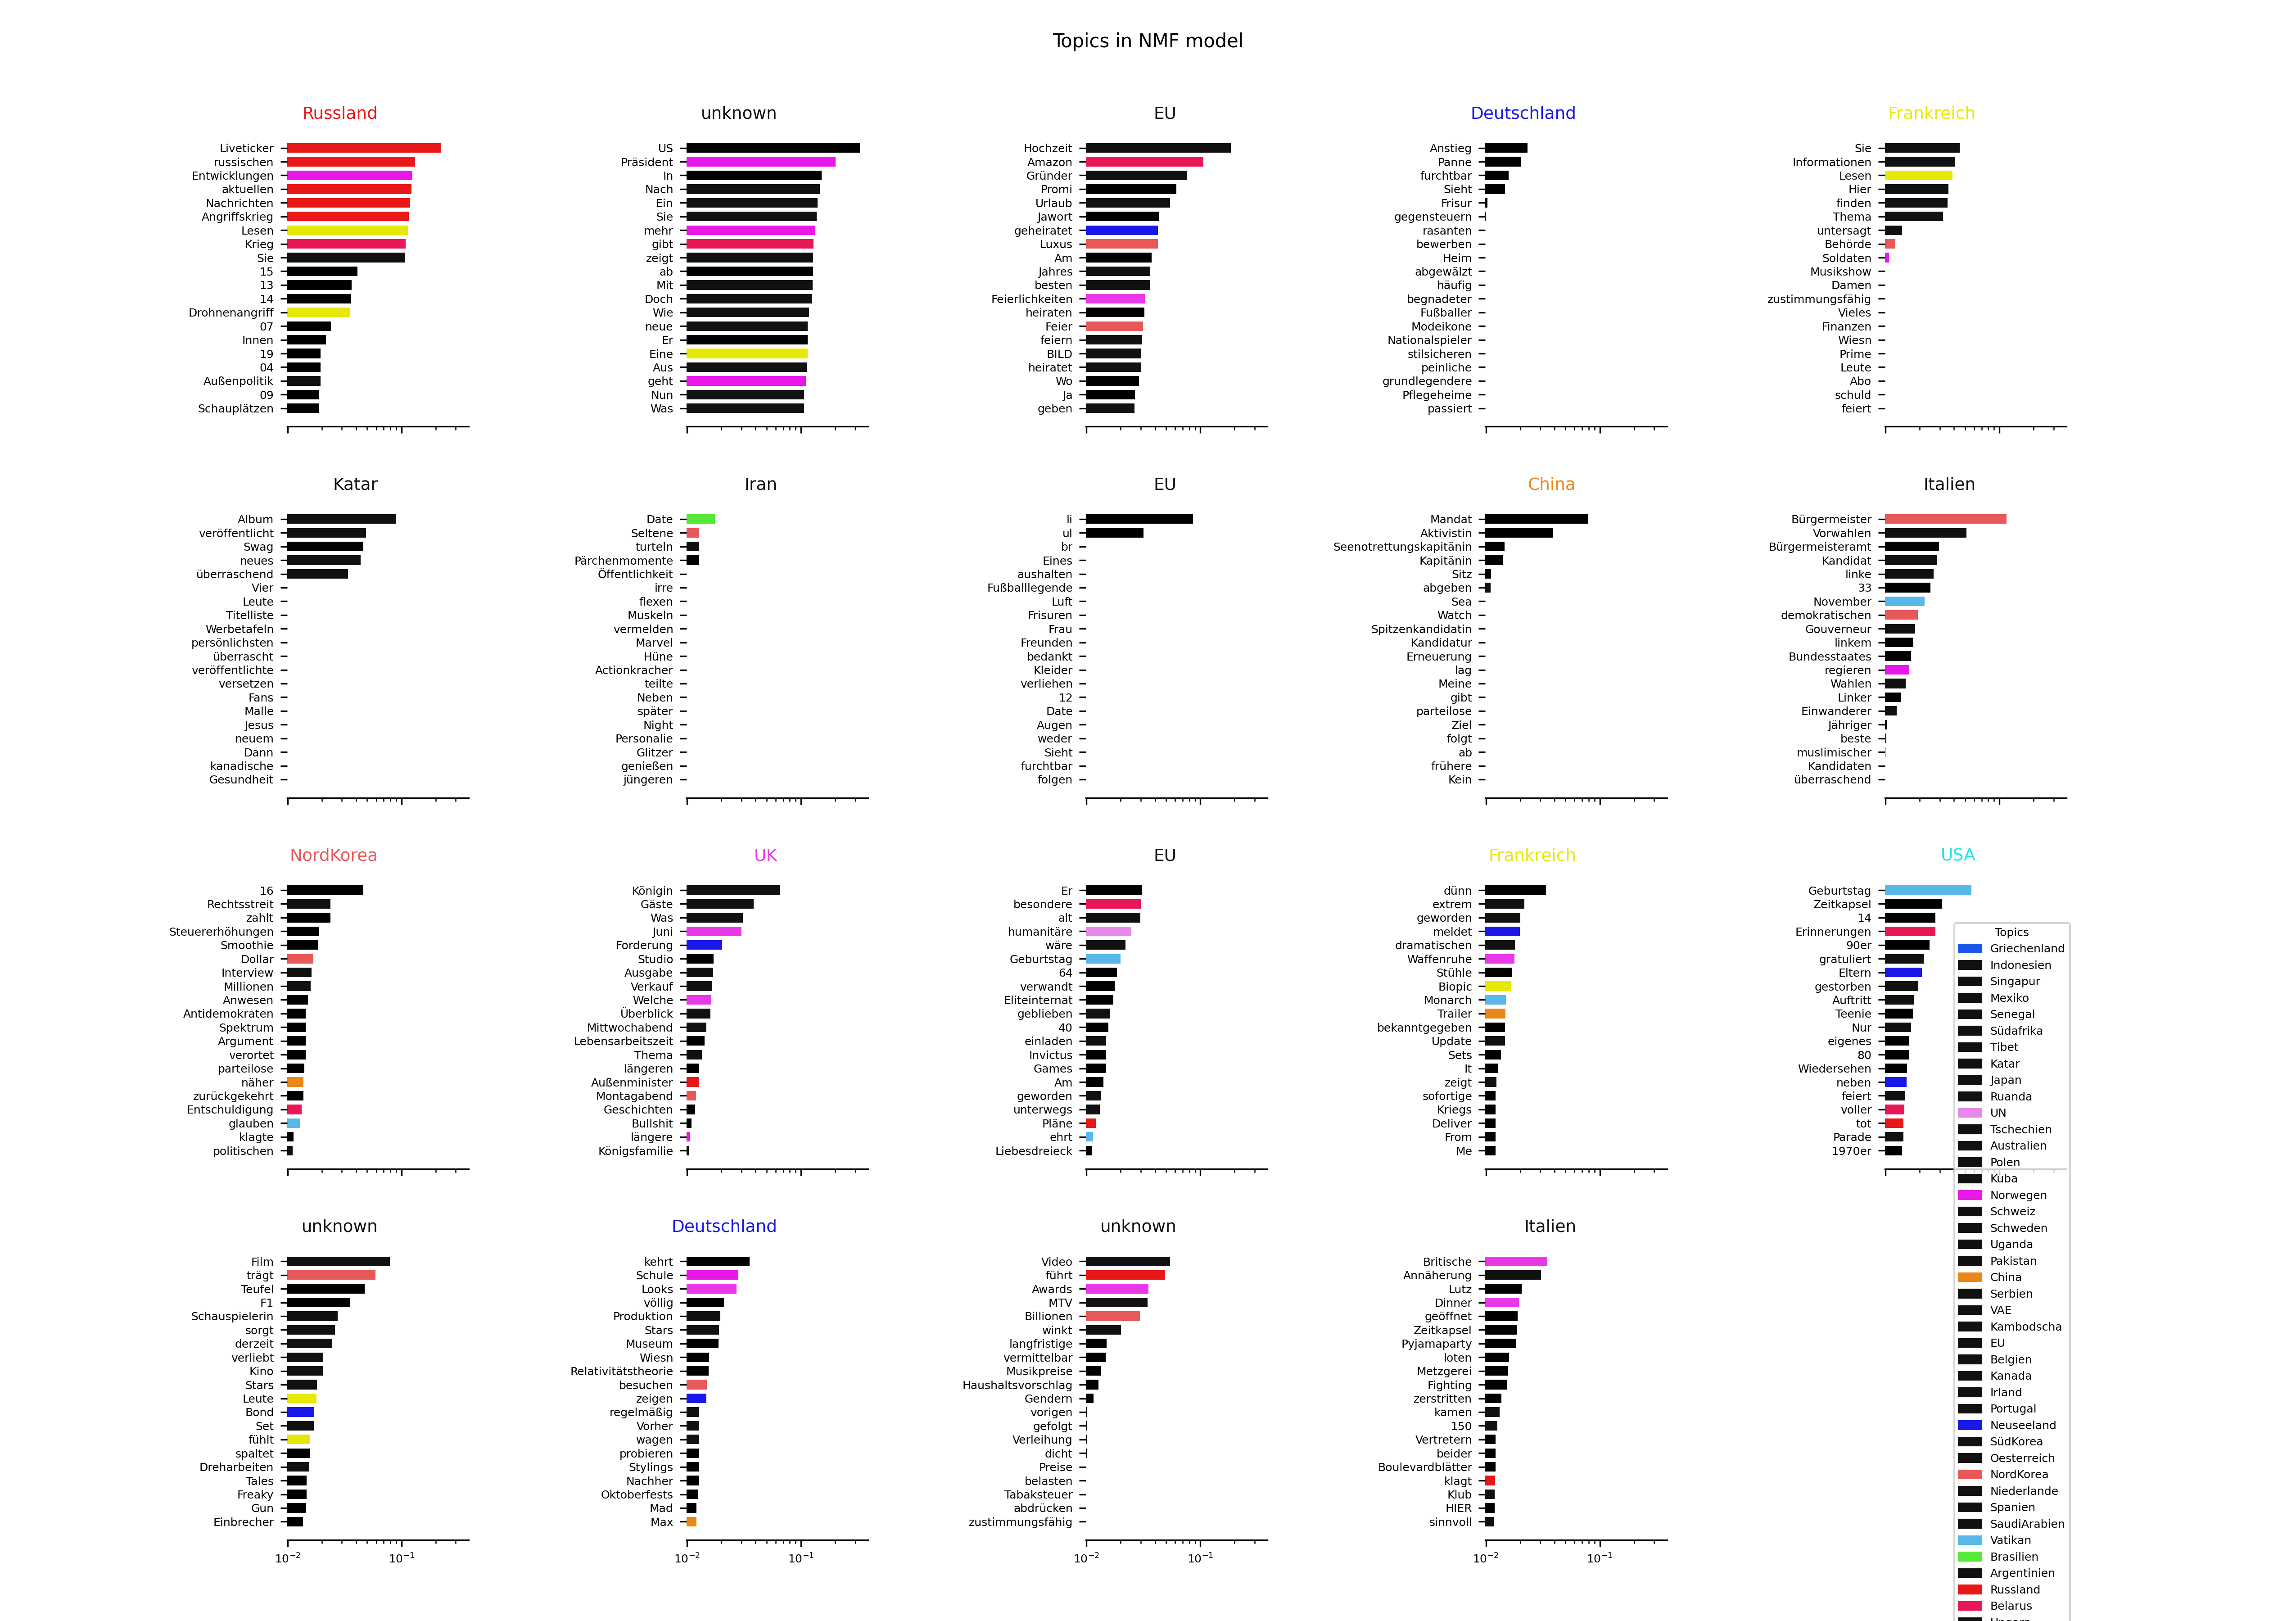 Topics in NMF model
Russland
Liveticker
russischen
Entwicklungen
aktuellen
Nachrichten
Angriffskrieg
Lesen
Krieg
Sie
15
13
14
Drohnenangriff
07
Innen
19
04
Außenpolitik
09
Schauplätzen
unknown
US
Präsident
In
Nach
Ein
Sie
mehr
gibt
zeigt
ab
Mit
Doch
Wie
neue
Er
Eine
Aus
geht
Nun
Was
EU
Hochzeit
Amazon
Gründer
Promi
Urlaub
Jawort
geheiratet
Luxus
Am
Jahres
besten
Feierlichkeiten
heiraten
Feier
feiern
BILD
heiratet
Wo
Ja
geben
Deutschland
Anstieg
Panne
furchtbar
Sieht
Frisur
gegensteuern
rasanten
bewerben
Heim
abgewälzt
häufig
begnadeter
Fußballer
Modeikone
Nationalspieler
stilsicheren
peinliche
grundlegendere
Pflegeheime
passiert
Frankreich
Sie
Informationen
Lesen
Hier
finden
Thema
untersagt
Behörde
Soldaten
Musikshow
Damen
zustimmungsfähig
Vieles
Finanzen
Wiesn
Prime
Leute
Abo
schuld
feiert
Katar
Album
veröffentlicht
Swag
neues
überraschend
Vier
Leute
Titelliste
Werbetafeln
persönlichsten
überrascht
veröffentlichte
versetzen
Fans
Malle
Jesus
neuem
Dann
kanadische
Gesundheit
Iran
Date
Seltene
turteln
Pärchenmomente
Öffentlichkeit
irre
flexen
Muskeln
vermelden
Marvel
Hüne
Actionkracher
teilte
Neben
später
Night
Personalie
Glitzer
genießen
jüngeren
EU
li
ul
br
Eines
aushalten
Fußballlegende
Luft
Frisuren
Frau
Freunden
bedankt
Kleider
verliehen
12
Date
Augen
weder
Sieht
furchtbar
folgen
China
Mandat
Aktivistin
Seenotrettungskapitänin
Kapitänin
Sitz
abgeben
Sea
Watch
Spitzenkandidatin
Kandidatur
Erneuerung
lag
Meine
gibt
parteilose
Ziel
folgt
ab
frühere
Kein
Italien
Bürgermeister
Vorwahlen
Bürgermeisteramt
Kandidat
linke
33
November
demokratischen
Gouverneur
linkem
Bundesstaates
regieren
Wahlen
Linker
Einwanderer
Jähriger
beste
muslimischer
Kandidaten
überraschend
NordKorea
16
Rechtsstreit
zahlt
Steuererhöhungen
Smoothie
Dollar
Interview
Millionen
Anwesen
Antidemokraten
Spektrum
Argument
verortet
parteilose
näher
zurückgekehrt
Entschuldigung
glauben
klagte
politischen
UK
Königin
Gäste
Was
Juni
Forderung
Studio
Ausgabe
Verkauf
Welche
Überblick
Mittwochabend
Lebensarbeitszeit
Thema
längeren
Außenminister
Montagabend
Geschichten
Bullshit
längere
Königsfamilie
EU
Er
besondere
alt
humanitäre
wäre
Geburtstag
64
verwandt
Eliteinternat
geblieben
40
einladen
Invictus
Games
Am
geworden
unterwegs
Pläne
ehrt
Liebesdreieck
Frankreich
dünn
extrem
geworden
meldet
dramatischen
Waffenruhe
Stühle
Biopic
Monarch
Trailer
bekanntgegeben
Update
Sets
It
zeigt
sofortige
Kriegs
Deliver
From
Me
USA
Geburtstag
Zeitkapsel
14
Erinnerungen
90er
gratuliert
Eltern
gestorben
Auftritt
Teenie
Nur
eigenes
80
Wiedersehen
neben
feiert
voller
tot
Parade
1970er
unknown
Film
trägt
Teufel
F1
Schauspielerin
sorgt
derzeit
verliebt
Kino
Stars
Leute
Bond
Set
fühlt
spaltet
Dreharbeiten
Tales
Freaky
Gun
Einbrecher
10⁻² 10⁻¹
Deutschland
kehrt
Schule
Looks
völlig
Produktion
Stars
Museum
Wiesn
Relativitätstheorie
besuchen
zeigen
regelmäßig
Vorher
wagen
probieren
Stylings
Nachher
Oktoberfests
Mad
Max
10⁻² 10⁻¹
unknown
Video
führt
Awards
MTV
Billionen
winkt
langfristige
vermittelbar
Musikpreise
Haushaltsvorschlag
Gendern
vorigen
gefolgt
Verleihung
dicht
Preise
belasten
Tabaksteuer
abdrücken
zustimmungsfähig
10⁻² 10⁻¹
Italien
Britische
Annäherung
Lutz
Dinner
geöffnet
Zeitkapsel
Pyjamaparty
loten
Metzgerei
Fighting
zerstritten
kamen
150
Vertretern
beider
Boulevardblätter
klagt
Klub
HIER
sinnvoll
10⁻² 10⁻¹
Topics
Griechenland
Indonesien
Singapur
Mexiko
Senegal
Südafrika
Tibet
Katar
Japan
Ruanda
UN
Tschechien
Australien
Polen
Kuba
Norwegen
Schweiz
Schweden
Uganda
Pakistan
China
Serbien
VAE
Kambodscha
EU
Belgien
Kanada
Irland
Portugal
Neuseeland
SüdKorea
Oesterreich
NordKorea
Niederlande
Spanien
SaudiArabien
Vatikan
Brasilien
Argentinien
Russland
Belarus